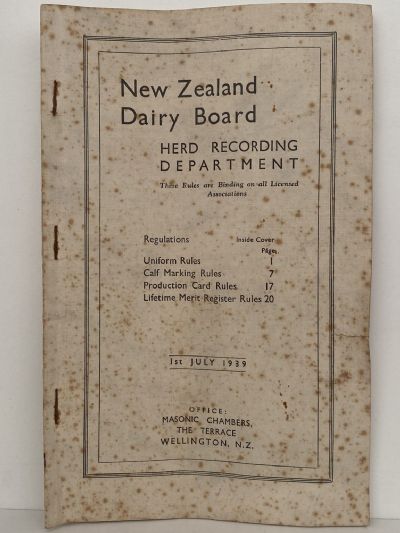 New Zealand
Dairy Board
HERD RECORDING
DEPARTMENT
These Rules are Binding on all Licensed
Associations
Regulations Inside Cover
Pages
Uniform Rules 1
Calf Marking Rules 7
Production Card Rules 17
Lifetime Merit Register Rules 20
1st JULY 1939
OFFICE:
MASONIC CHAMBERS,
THE TERRACE
WELLINGTON, N.Z.